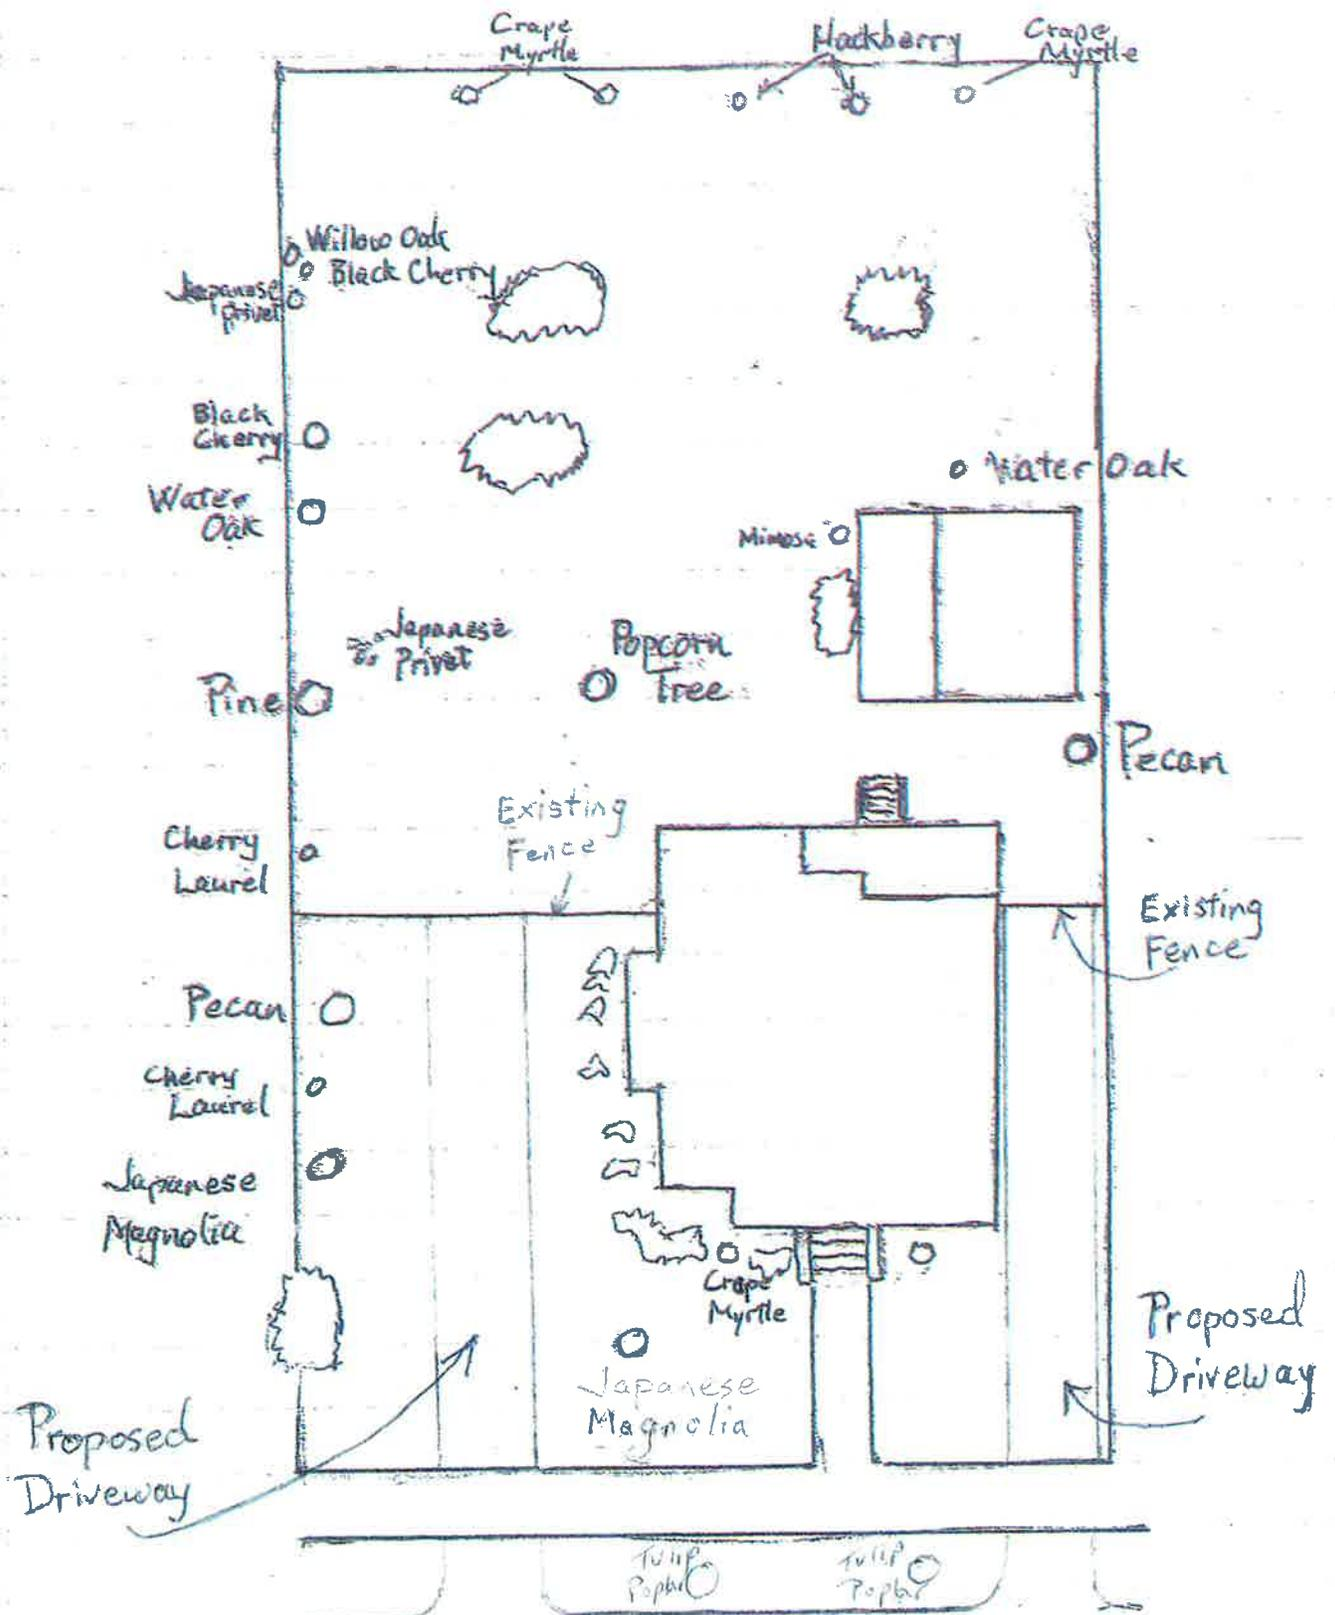 Crape
Myrtle
Hackberry
Crape
Myrtle
Willow Oak
Black Cherry
Japanese
Privet
Black
Cherry
Water
Oak
Water Oak
Mimosa
Japanese
Privet
Popcorn
Tree
Pine
Pecan
Existing
Fence
Cherry
Laurel
Existing
Fence
Pecan
Cherry
Laurel
Japanese
Magnolia
Crape
Myrtle
Proposed
Driveway
Japanese
Magnolia
Proposed
Driveway
Tulip
Poplar
Tulip
Poplar